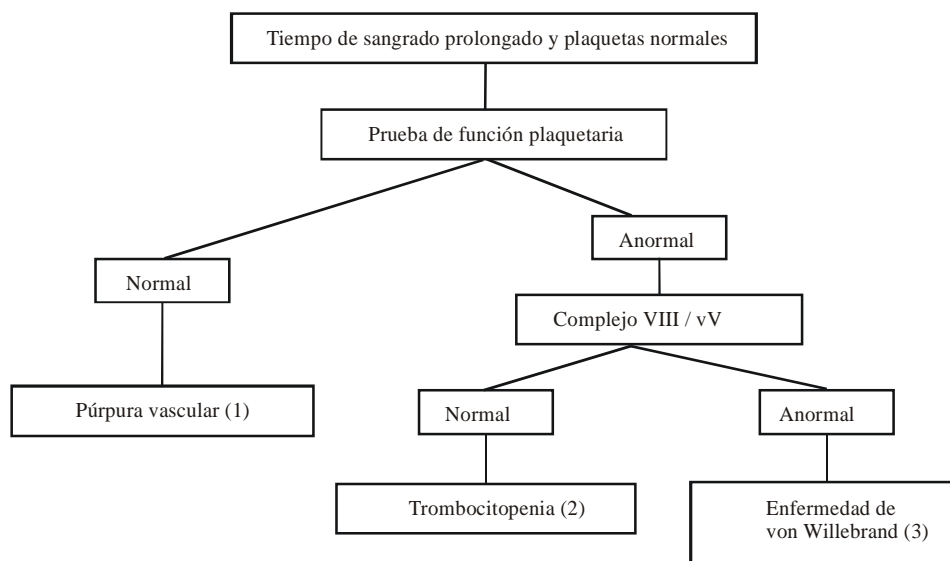 Tiempo de sangrado prolongado y plaquetas normales
Prueba de función plaquetaria
Anormal
Normal
Complejo VIII / vV
Púrpura vascular (1)
Normal
Anormal
Trombocitopenia (2)
Enfermedad de
von Willebrand (3)